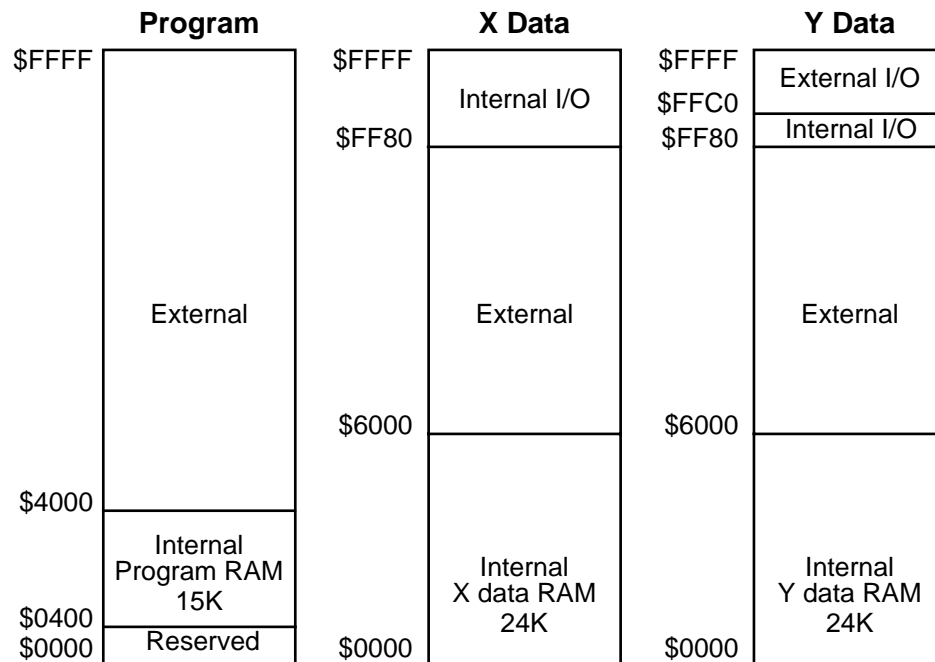 Program
X Data
Y Data
$FFFF
External
$4000
Internal
Program RAM
15K
$0400
Reserved
$0000
$FFFF
Internal I/O
$FF80
External
$6000
Internal
X data RAM
24K
$0000
$FFFF
External I/O
$FFC0
Internal I/O
$FF80
External
$6000
Internal
Y data RAM
24K
$0000